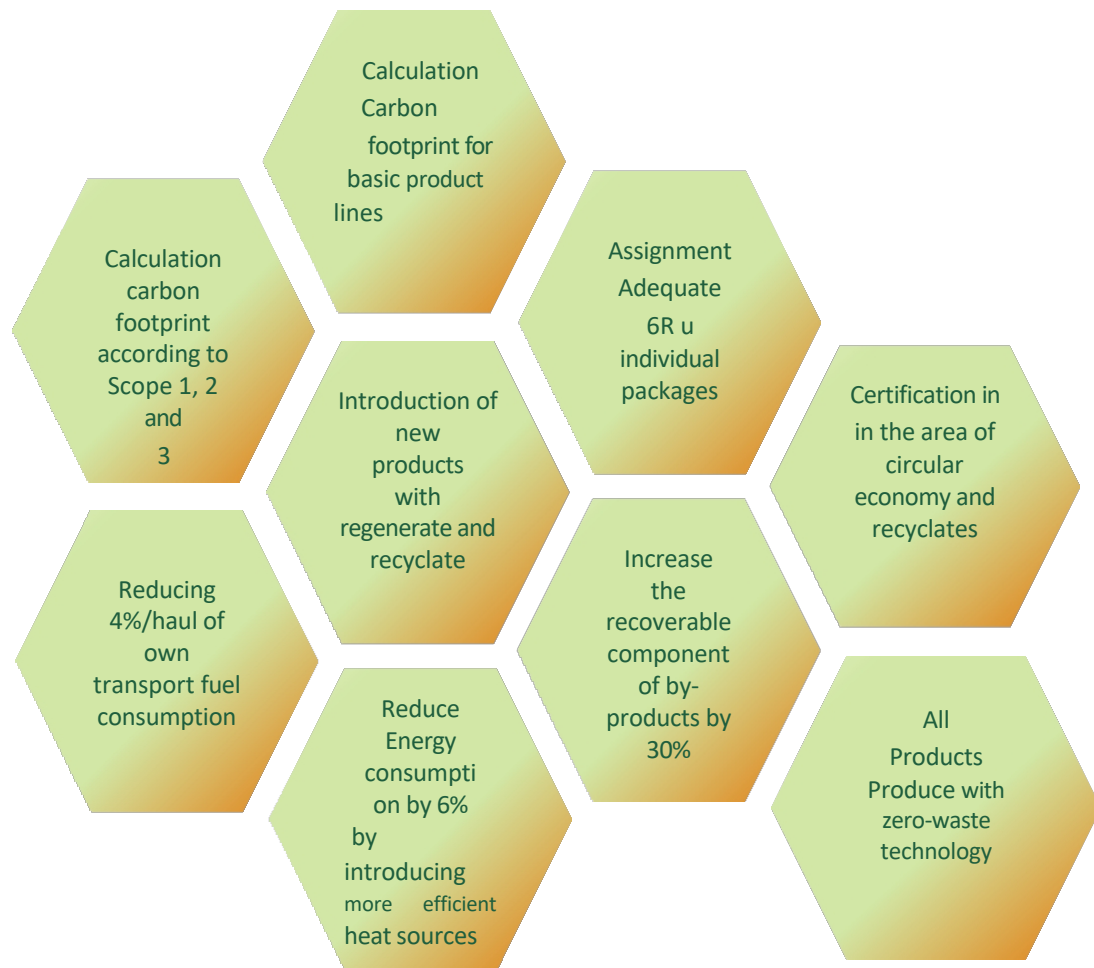 Calculation
Carbon
footprint for
basic product
lines
Calculation
carbon
footprint
according to
Scope 1, 2
and
3
Assignment
Adequate
6R u
individual
packages
Introduction of
new
products
with
regenerate and
recyclate
Certification in
in the area of
circular
economy and
recyclates
Reducing
4%/haul of
own
transport fuel
consumption
Increase
the
recoverable
component
of by-
products by
30%
Reduce
Energy
consumpti
on by 6%
by
introducing
more efficient
heat sources
All
Products
Produce with
zero-waste
technology